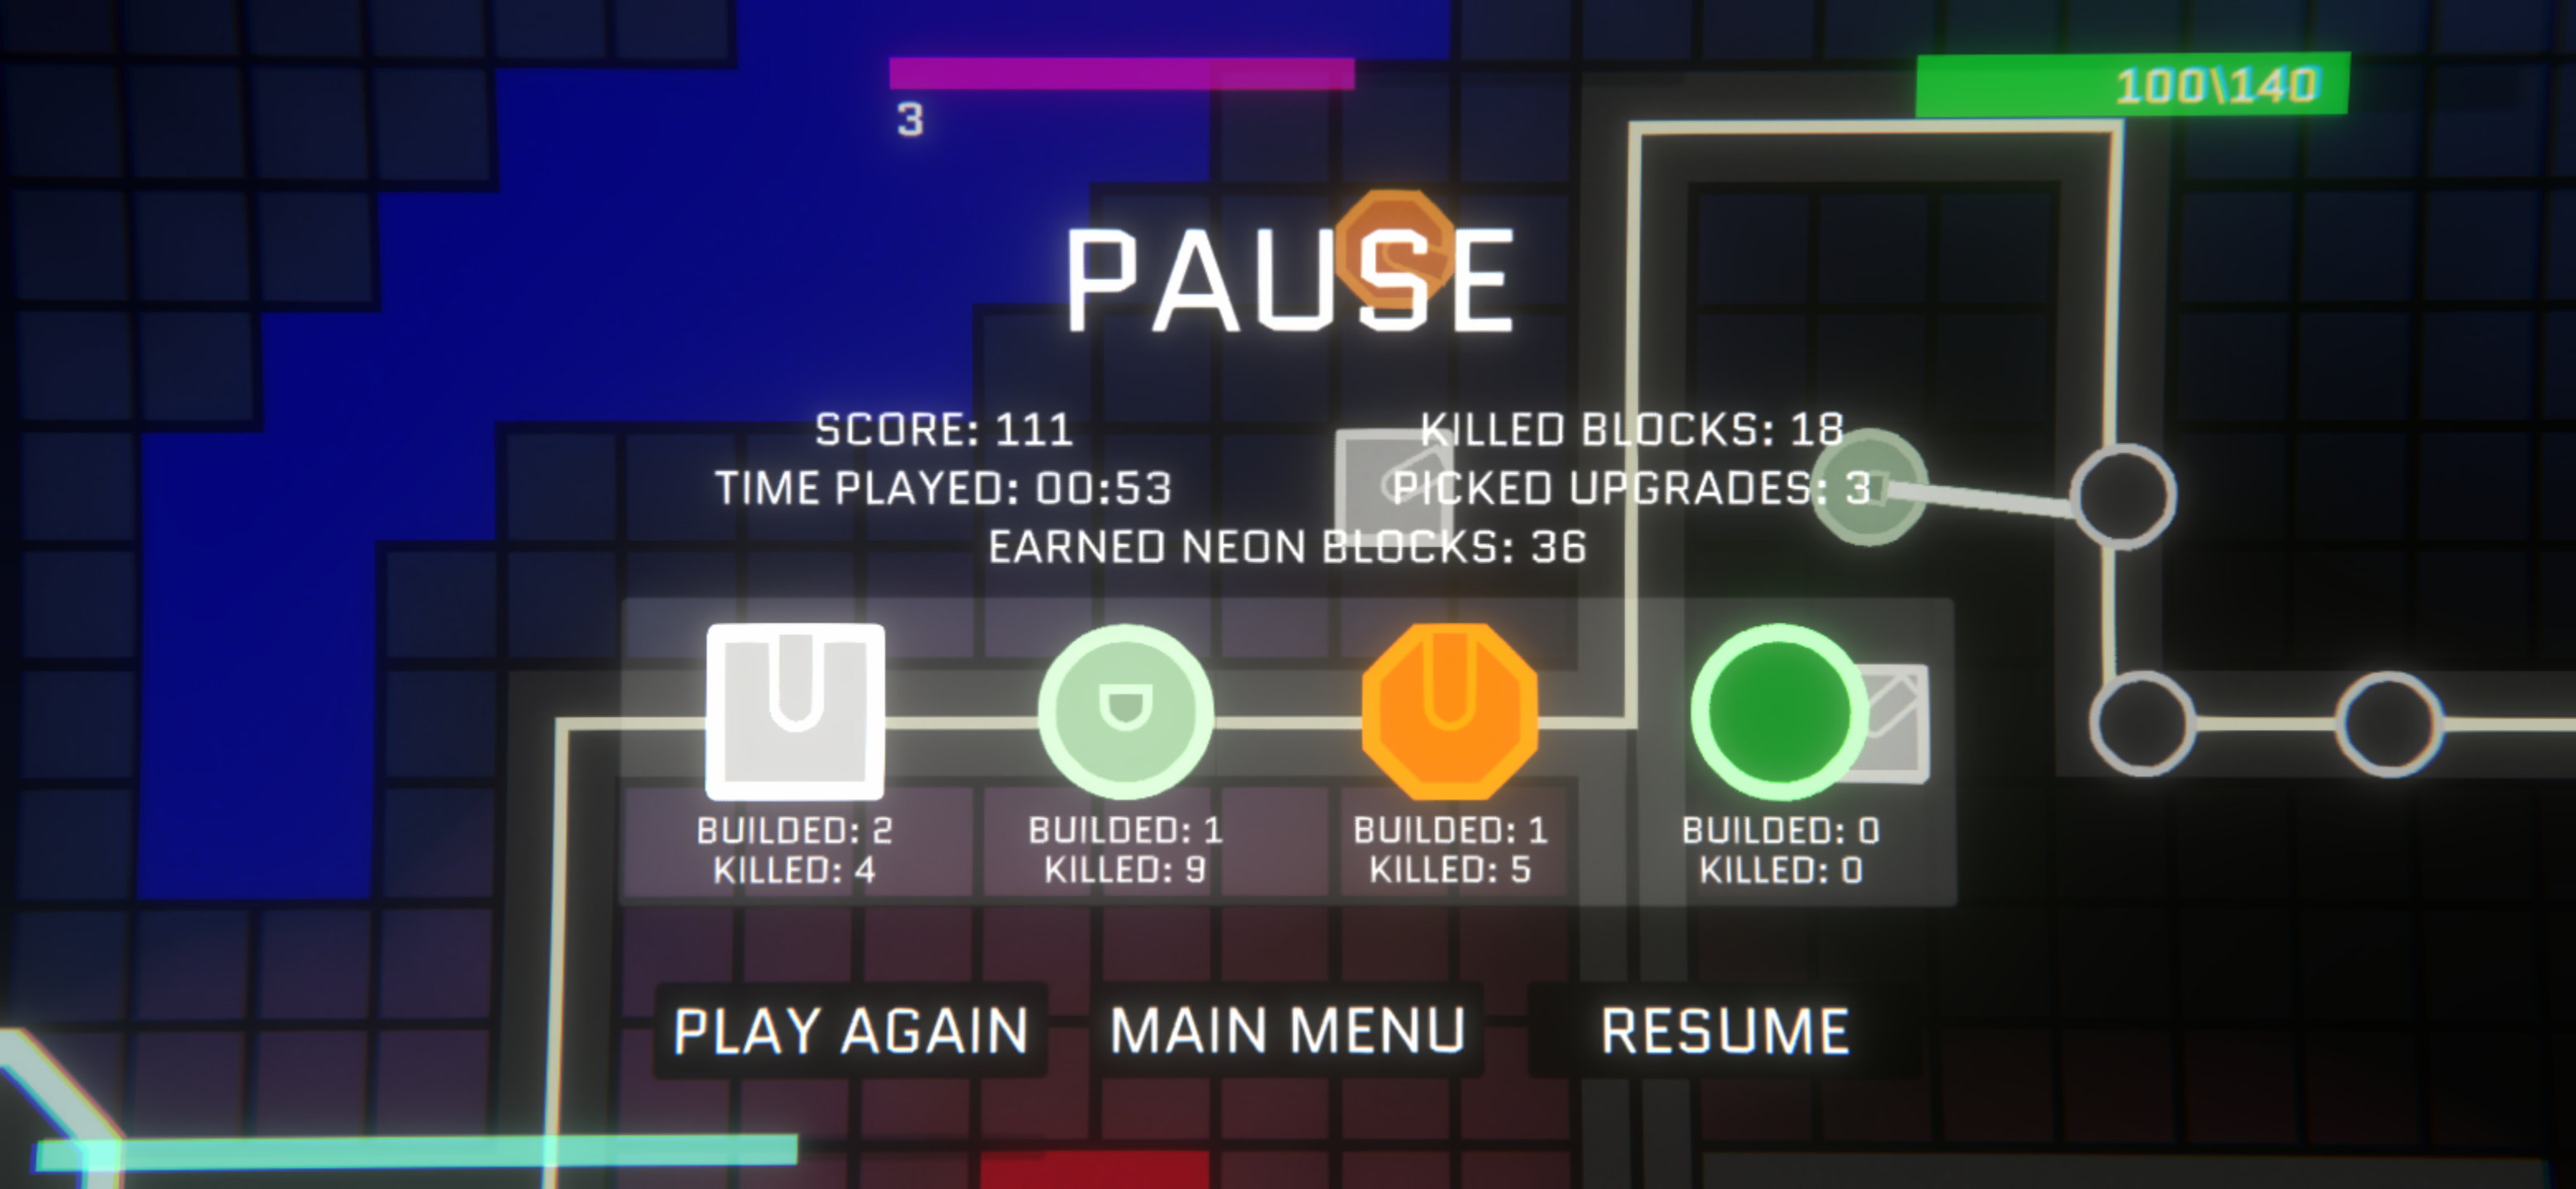 100\140
3
PAUSE
SCORE: 111
KILLED BLOCKS: 18
TIME PLAYED: 00:53
PICKED UPGRADES: 3
EARNED NEON BLOCKS: 36
BUILDED: 2
KILLED: 4
BUILDED: 1
KILLED: 9
BUILDED: 1
KILLED: 5
BUILDED: 0
KILLED: 0
PLAY AGAIN
MAIN MENU
RESUME